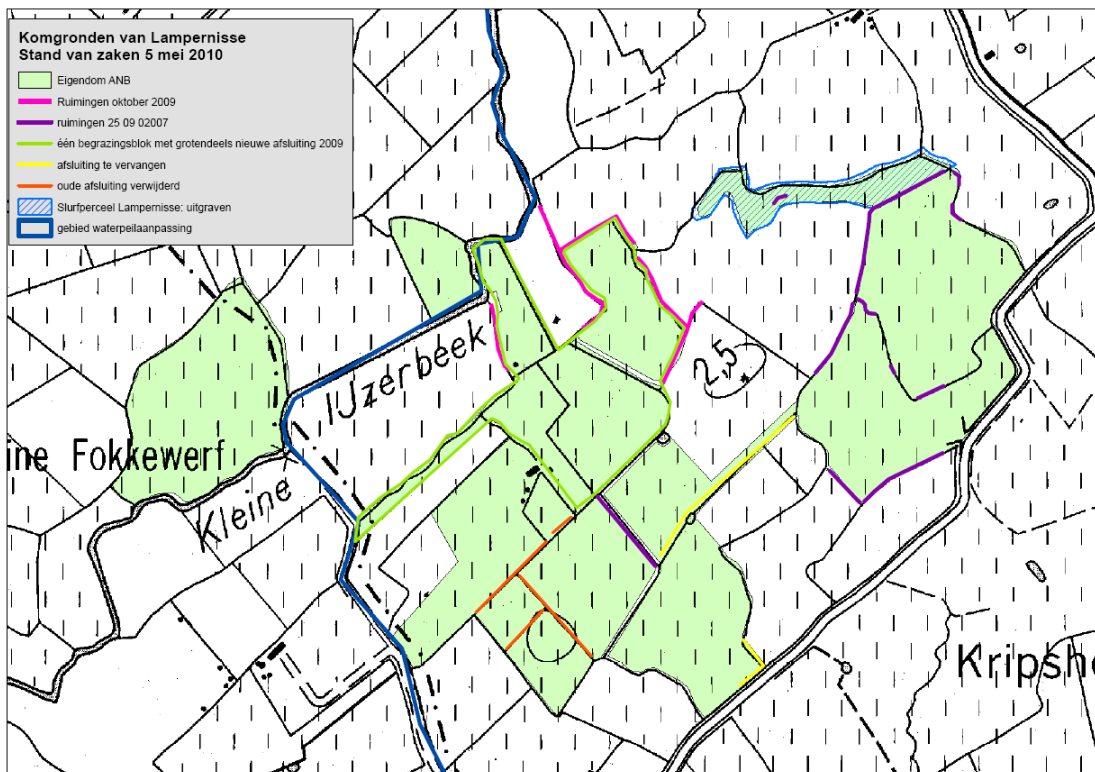 Komgronden van Lampernisse
Stand van zaken 5 mei 2010
Eigendom ANB
Ruimingen oktober 2009
ruimingen 25 09 02007
één begrazingsblok met grotendeels nieuwe afsluiting 2009
afsluiting te vervangen
oude afsluiting verwijderd
Slurfperceel Lampernisse: uitgraven
gebied waterpeilaanpassing
IJzerbeek
2,5
ine Fokkewerf
Kleine
Kripsho